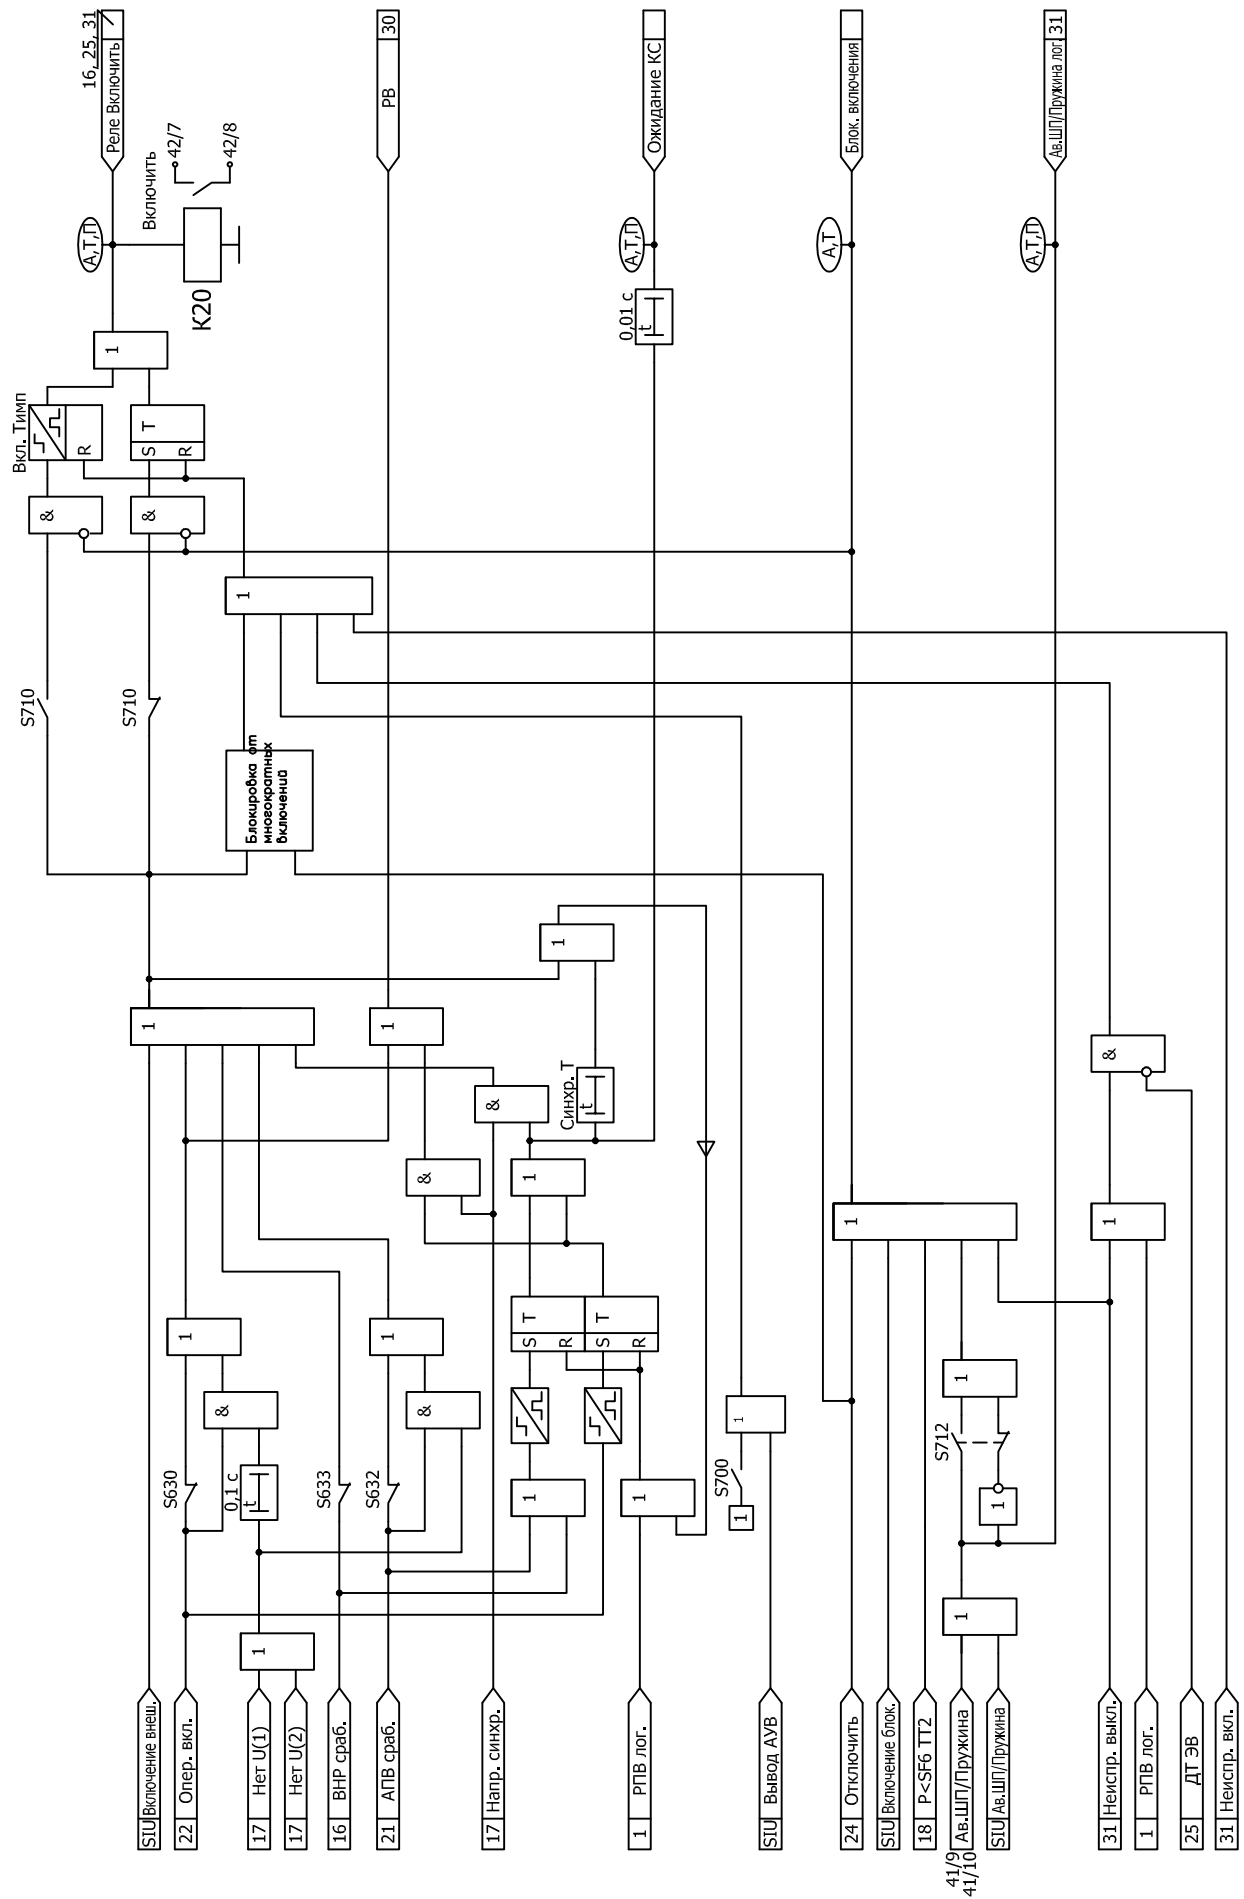 16, 25, 31
Реле Включить
РВ 30
Ожидание КС
Блок. включения
Ав.ШП/Пружина лог. 31
А,Т,П
Включить
42/7
42/8
К20
А,Т,П
А,Т
А,Т,П
0,01 с
t
1
Вкл. Тимп
R
S T
R
&
&
1
S710
S710
Блокировка от
многократных
включений
1
1
1
&
Синхр. Т
t
&
1
&
1
1
1
1
&
&
S T
R
S T
R
1
S630
0,1 с
t
S633
S632
1
1
S700
1
S712
1
1
1
1
SIU Включение внеш.
22 Опер. вкл.
17 Нет U(1)
17 Нет U(2)
16 ВНР сраб.
21 АПВ сраб.
17 Напр. синхр.
1 РПВ лог.
SIU Вывод АУВ
24 Отключить
SIU Включение блок.
18 P<SF6 ТТ2
41/9
41/10
Ав.ШП/Пружина
SIU Ав.ШП/Пружина
31 Неиспр. выкл.
1 РПВ лог.
25 ДТ ЭВ
31 Неиспр. вкл.